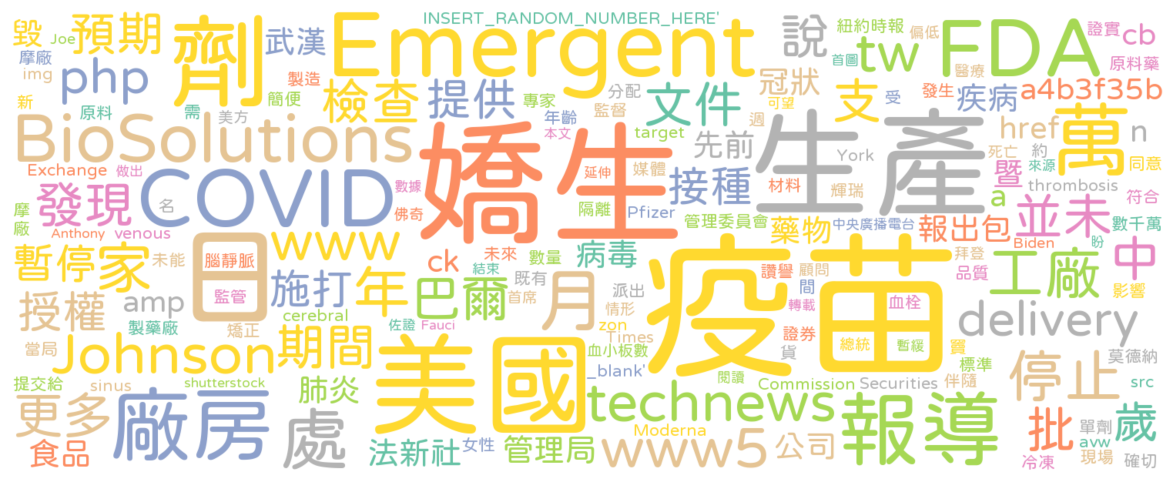 INSERT_RANDOM_NUMBER_HERE'
毀
Joe
預期
劑
武漢
Emergent
說
紐約時報
偏低
tw
FDA
證實
cb
摩廠
img
php
製造
簡便
檢查
提供
專家
年齡
本文
分配
監督
文件
冠狀
首圖
支
醫療
受
發生
疾病
原料藥
a4b3f35b
新
原料
需
美方
BioSolutions
嬌生
target
先前
週
可望
York
生產
href
死亡
萬
n
約
來源
同意
Exchange
做出
COVID
數據
佛奇
延伸
媒體
隔離
接種
Pfizer
材料
輝瑞
暨
a
thrombosis
符合
發現
摩
廠
Anthony
venous
名
管理委員會
藥物
中央廣播電台
報出包
並未
數千萬
Biden
盼
暫停
家
未能
腦靜脈
監管
日
www
未來
數量
病毒
結束
ck
既有
疫苗
讚譽
顧問
間
拜登
品質
工廠
中
影響
授權
amp
製藥廠
矯正
cerebral
施打
年
巴爾
首席
派出
月
情形
轉載
血栓
delivery
當局
Johnson
期間
佐證
Fauci
zon
Times
證券
總統
暫緩
貨
賣
標準
莫德納
提交給
sinus
shutterstock
肺炎
美國
血小板數
_blank'
閱讀
Commission
Securities
伴隨
停止
src
更多
廠房
處
technews
單劑
食品
法新社
女性
管理局
Moderna
www5
公司
報導
批
avw
歲
冷凍
現場
確切